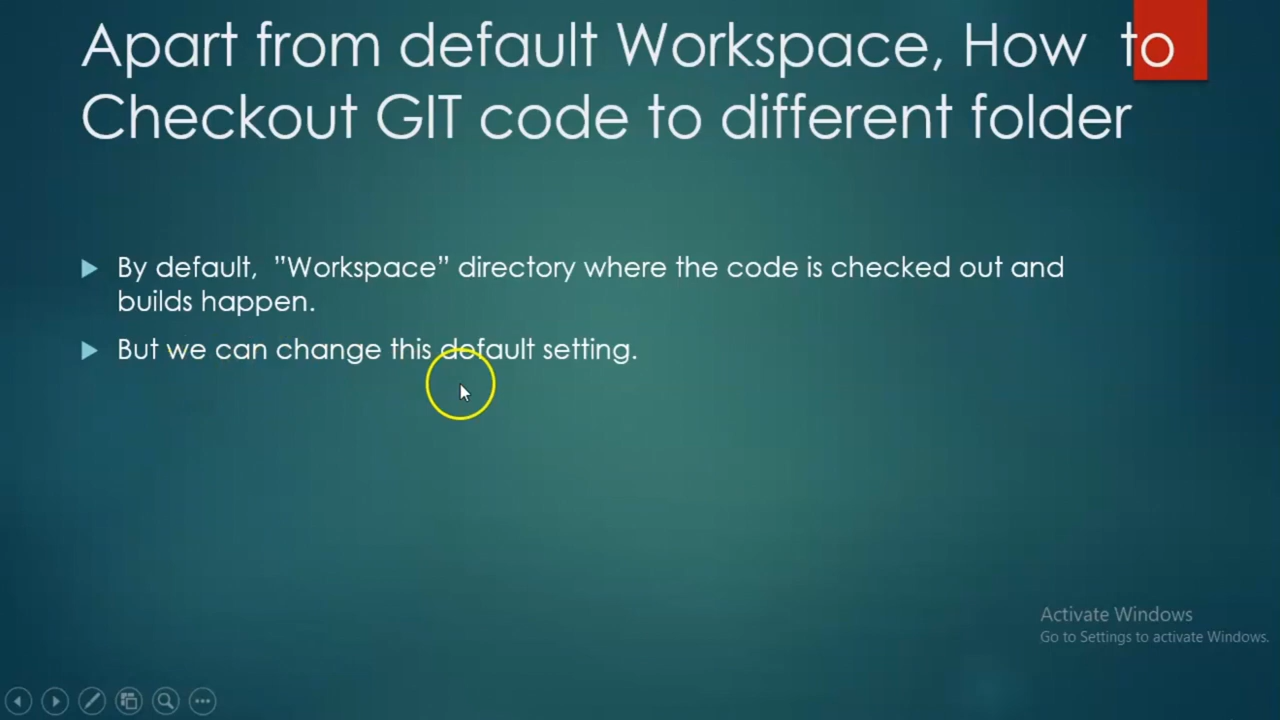 Apart from default Workspace, How to
Checkout GIT code to different folder
By default, ”Workspace” directory where the code is checked out and
builds happen.
But we can change this default setting.
Activate Windows
Go to Settings to activate Windows.